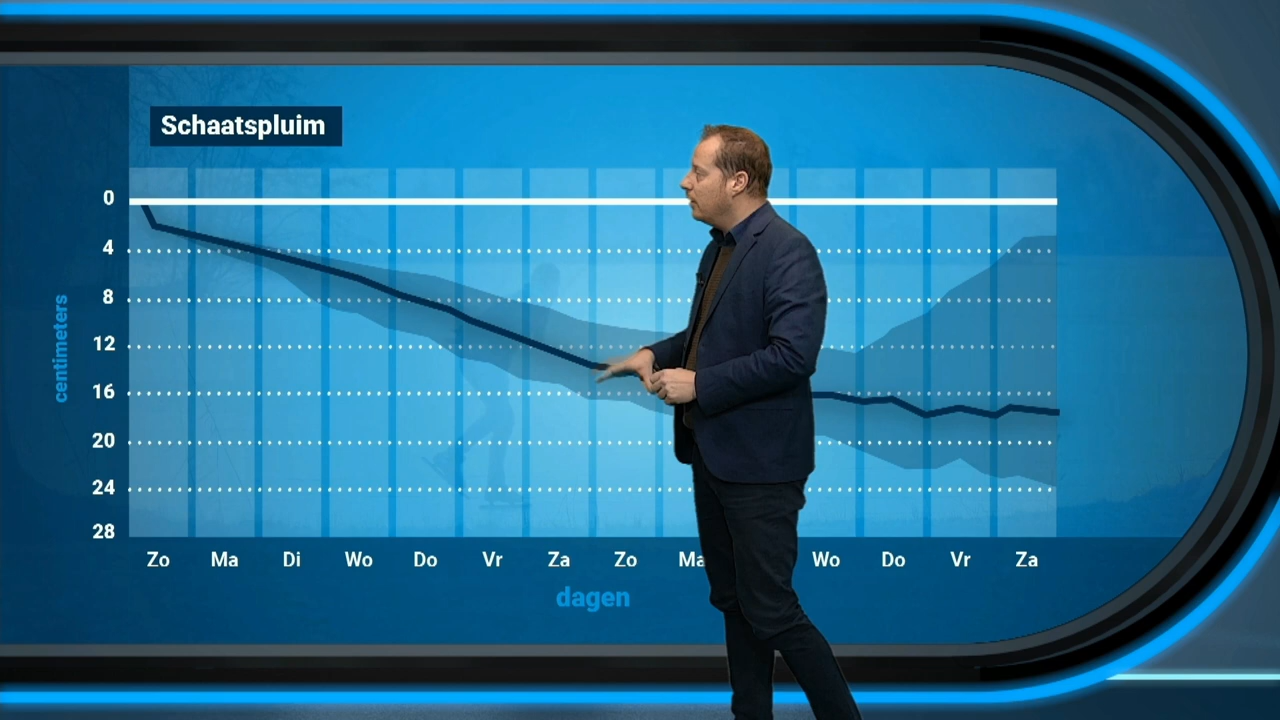 Schaatspluim
0
4
8
12
16
20
24
28
centimeters
Zo Ma Di Wo Do Vr Za Zo Ma Wo Do Vr Za
dagen